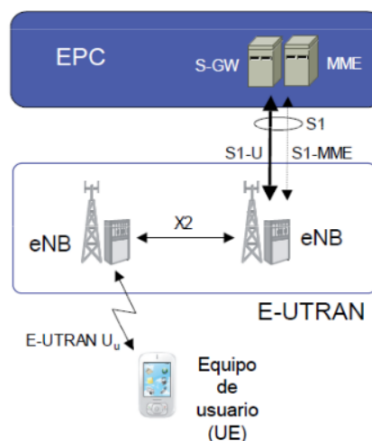 EPC
S-GW
MME
S1
S1-U
S1-MME
X2
eNB
eNB
E-UTRAN
E-UTRAN Uu
Equipo
de
usuario
(UE)